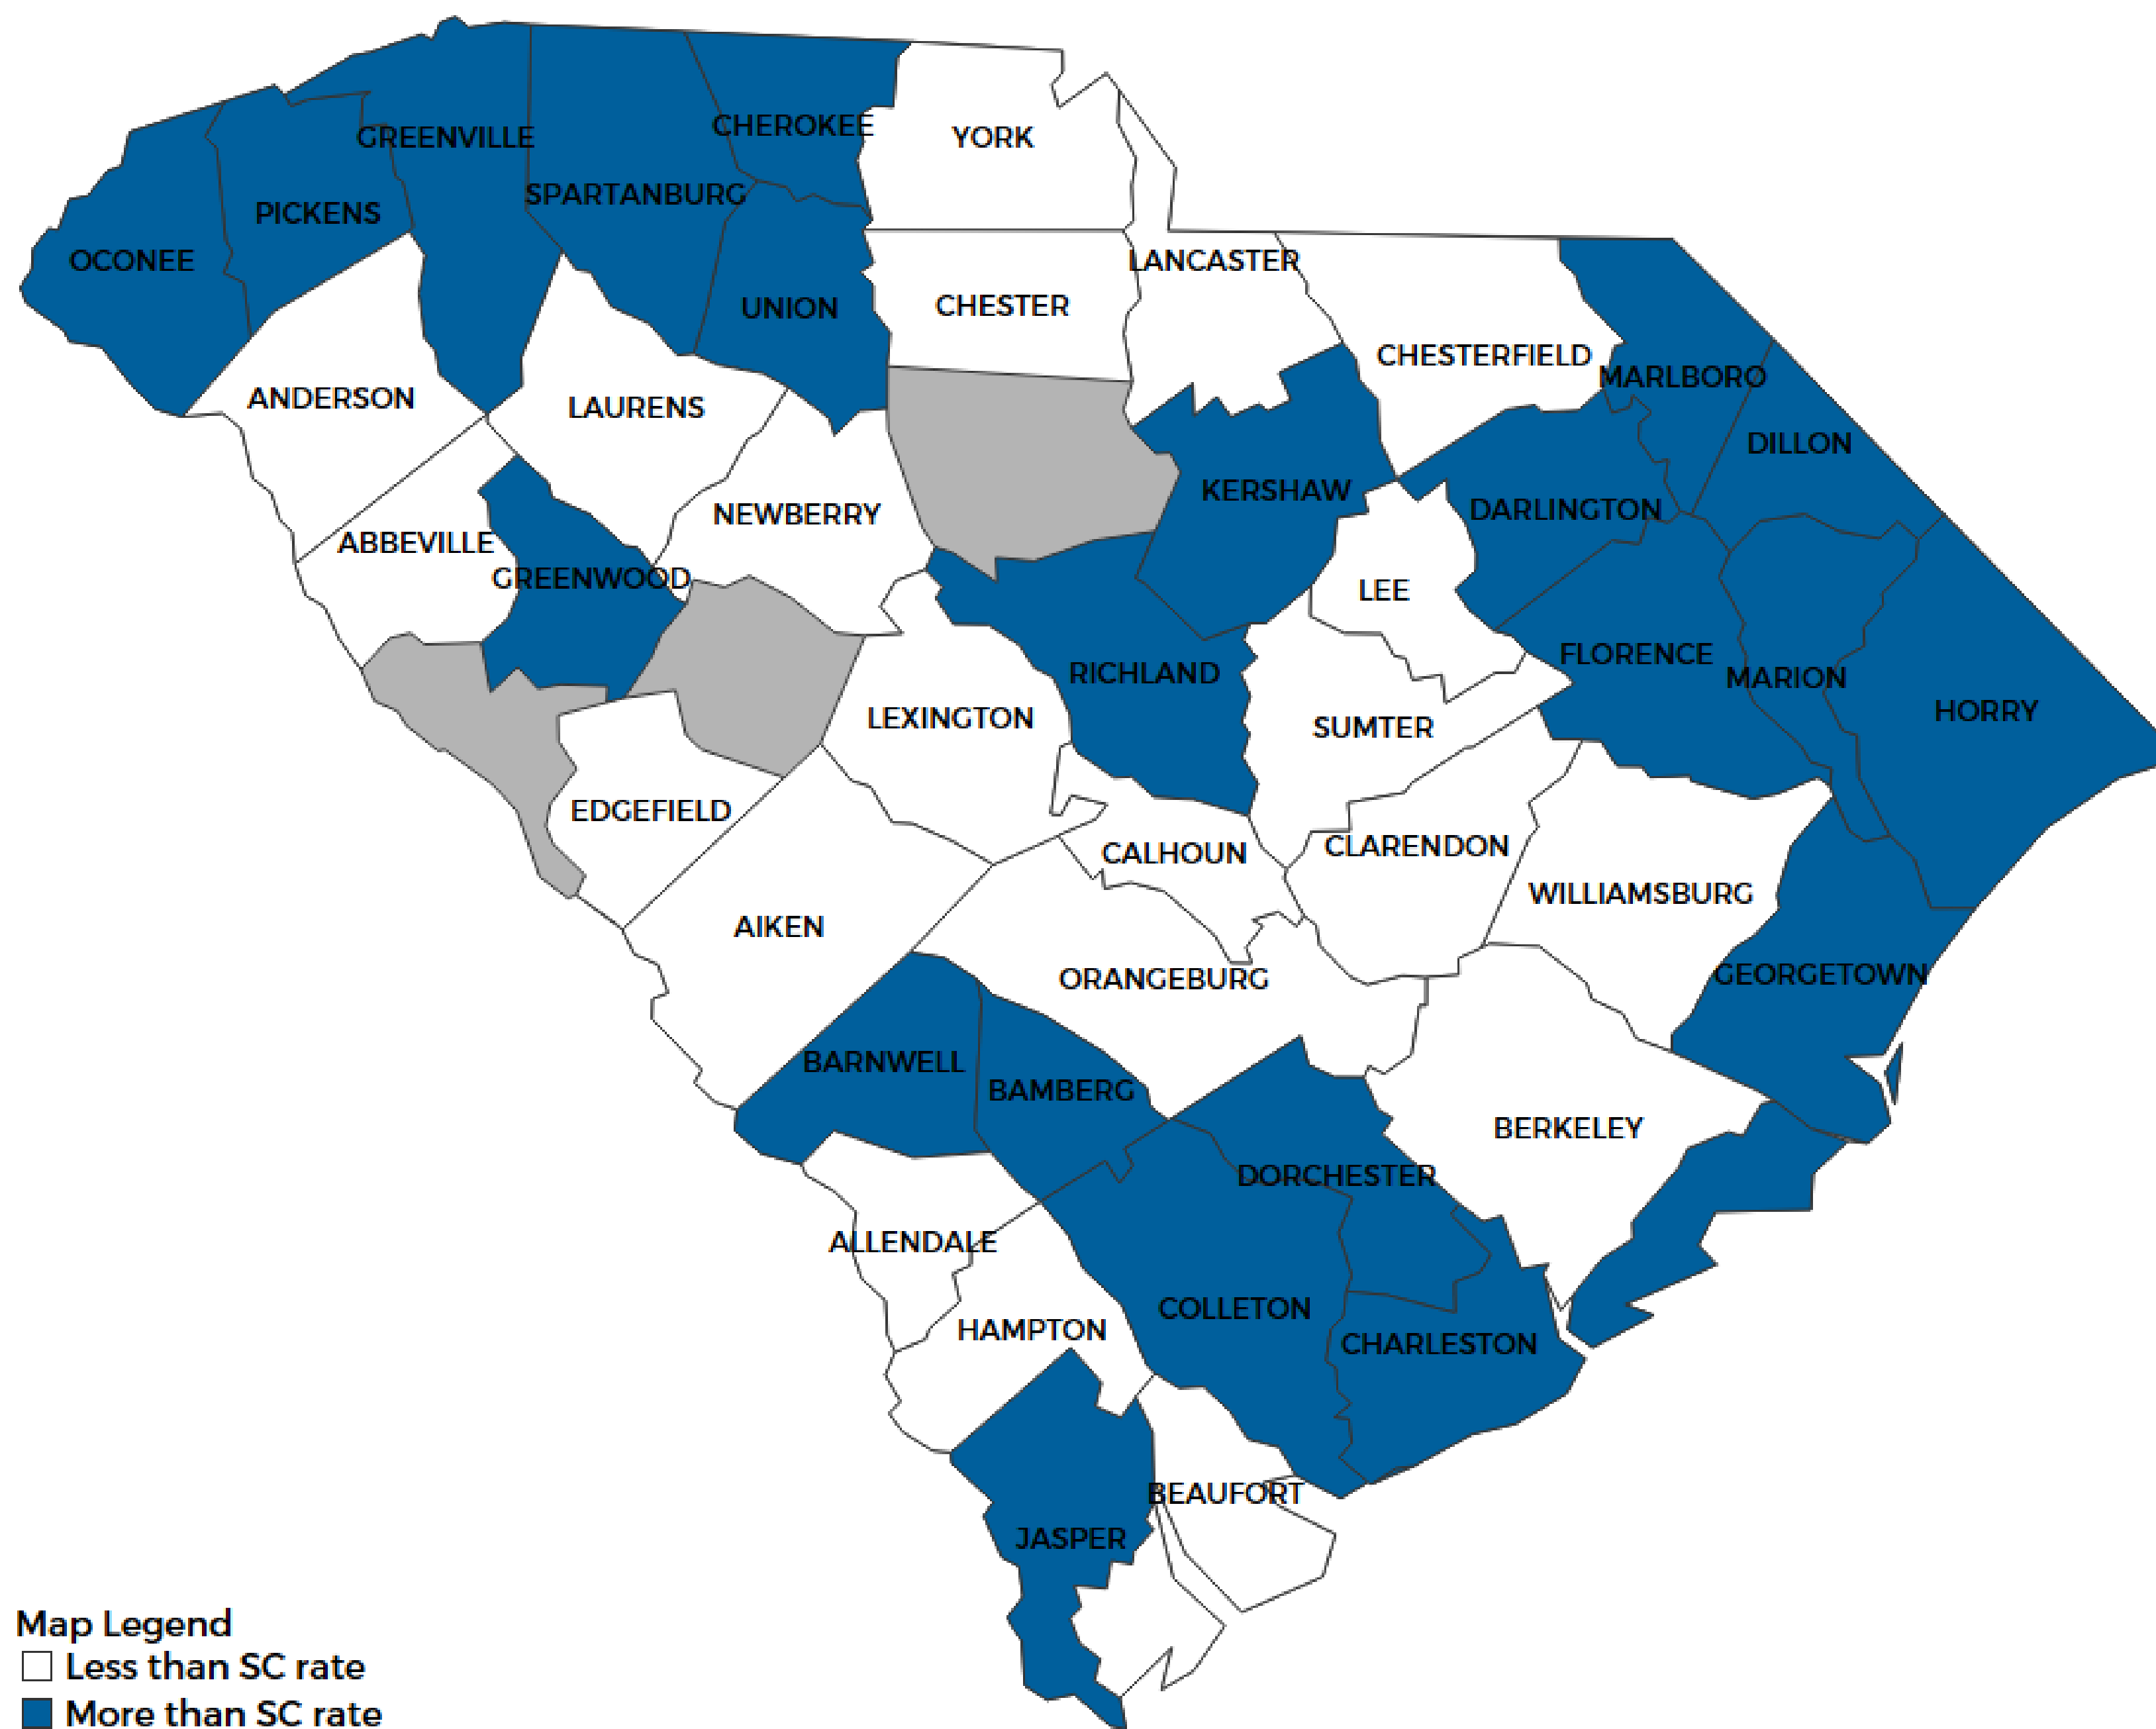 CHEROKEE
YORK
GREENVILLE
SPARTANBURG
PICKENS
OCONEE
LANCASTER
UNION
CHESTER
CHESTERFIELD
MARLBORO
ANDERSON
LAURENS
DILLON
KERSHAW
DARLINGTON
NEWBERRY
ABBEVILLE
GREENWOOD
LEE
FLORENCE
RICHLAND
MARION
HORRY
LEXINGTON
SUMTER
EDGEFIELD
CLARENDON
CALHOUN
WILLIAMSBURG
AIKEN
GEORGETOWN
ORANGEBURG
BARNWELL
BAMBERG
BERKELEY
DORCHESTER
ALLENDALE
COLLETON
HAMPTON
CHARLESTON
BEAUFORT
JASPER
Map Legend
Less than SC rate
More than SC rate